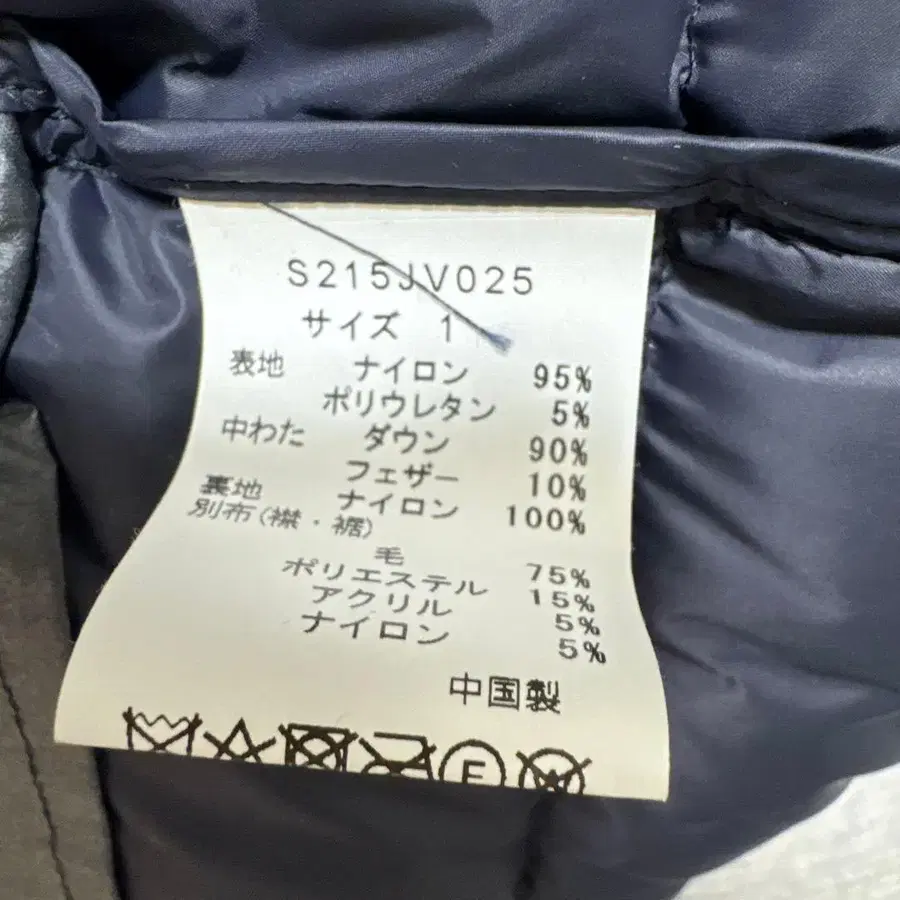 S215JV025
サイズ 1
表地 ナイロン 95%
ポリウレタン 5%
中わた ダウン 90%
フェザー 10%
裏地 ナイロン 100%
別布(襟・裾)
毛 75%
ポリエステル 15%
アクリル 5%
ナイロン 5%
中国製
F